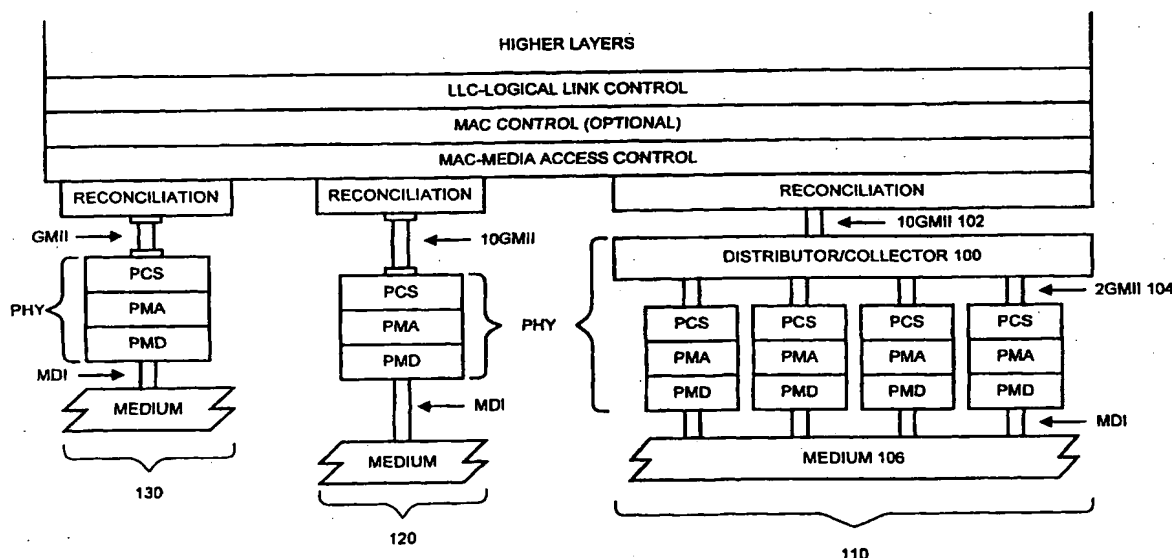 HIGHER LAYERS
LLC-LOGICAL LINK CONTROL
MAC CONTROL (OPTIONAL)
MAC-MEDIA ACCESS CONTROL
RECONCILIATION
RECONCILIATION
RECONCILIATION
GMII
10GMII
10GMII 102
DISTRIBUTOR/COLLECTOR 100
2GMII 104
PHY
PCS
PMA
PMD
MDI
MEDIUM
130
PCS
PMA
PMD
PHY
MDI
MEDIUM
120
PCS
PCS
PCS
PCS
PMA
PMA
PMA
PMA
PMD
PMD
PMD
PMD
MDI
MEDIUM 106
110